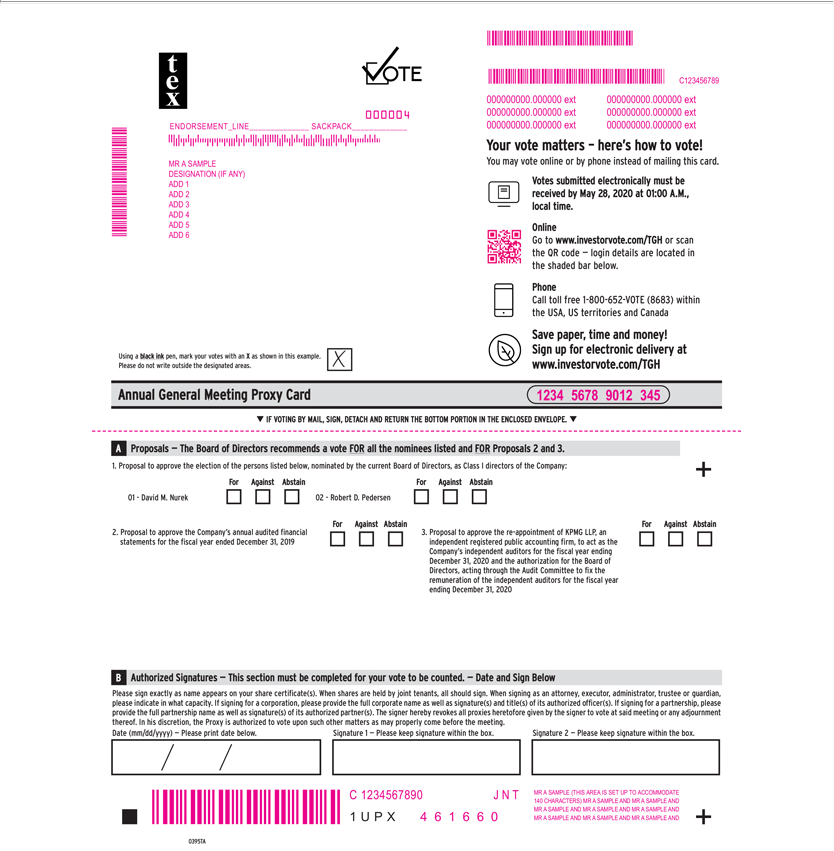 tex
VOTE
C123456789
000004
000000000.000000 ext 000000000.000000 ext
000000000.000000 ext 000000000.000000 ext
000000000.000000 ext 000000000.000000 ext
ENDORSEMENT_LINE______________ SACKPACK_____________
MR A SAMPLE
DESIGNATION (IF ANY)
ADD 1
ADD 2
ADD 3
ADD 4
ADD 5
ADD 6
Your vote matters – here's how to vote!
You may vote online or by phone instead of mailing this card.
Votes submitted electronically must be
received by May 28, 2020 at 01:00 A.M.,
local time.
Online
Go to www.investorvote.com/TGH or scan
the QR code — login details are located in
the shaded bar below.
Phone
Call toll free 1-800-652-VOTE (8683) within
the USA, US territories and Canada
Save paper, time and money!
Sign up for electronic delivery at
www.investorvote.com/TGH
Using a black ink pen, mark your votes with an X as shown in this example.
Please do not write outside the designated areas.
X
Annual General Meeting Proxy Card
1234 5678 9012 345
▼ IF VOTING BY MAIL, SIGN, DETACH AND RETURN THE BOTTOM PORTION IN THE ENCLOSED ENVELOPE. ▼
A Proposals — The Board of Directors recommends a vote FOR all the nominees listed and FOR Proposals 2 and 3.
1. Proposal to approve the election of the persons listed below, nominated by the current Board of Directors, as Class I directors of the Company:
For Against Abstain For Against Abstain
01 - David M. Nurek 02 - Robert D. Pedersen
For Against Abstain
2. Proposal to approve the Company's annual audited financial
statements for the fiscal year ended December 31, 2019
For Against Abstain
3. Proposal to approve the re-appointment of KPMG LLP, an
independent registered public accounting firm, to act as the
Company's independent auditors for the fiscal year ending
December 31, 2020 and the authorization for the Board of
Directors, acting through the Audit Committee to fix the
remuneration of the independent auditors for the fiscal year
ending December 31, 2020
B Authorized Signatures — This section must be completed for your vote to be counted. — Date and Sign Below
Please sign exactly as name appears on your share certificate(s). When shares are held by joint tenants, all should sign. When signing as an attorney, executor, administrator, trustee or guardian,
please indicate in what capacity. If signing for a corporation, please provide the full corporate name as well as signature(s) and title(s) of its authorized officer(s). If signing for a partnership, please
provide the full partnership name as well as signature(s) of its authorized partner(s). The signer hereby revokes all proxies heretofore given by the signer to vote at said meeting or any adjournment
thereof. In his discretion, the Proxy is authorized to vote upon such other matters as may properly come before the meeting.
Date (mm/dd/yyyy) — Please print date below.
Signature 1 — Please keep signature within the box.
Signature 2 — Please keep signature within the box.
/ /
C 1234567890 J N T
1 U P X 4 6 1 6 6 0
MR A SAMPLE (THIS AREA IS SET UP TO ACCOMMODATE
140 CHARACTERS) MR A SAMPLE AND MR A SAMPLE AND
MR A SAMPLE AND MR A SAMPLE AND MR A SAMPLE AND
MR A SAMPLE AND MR A SAMPLE AND MR A SAMPLE AND
0395TA